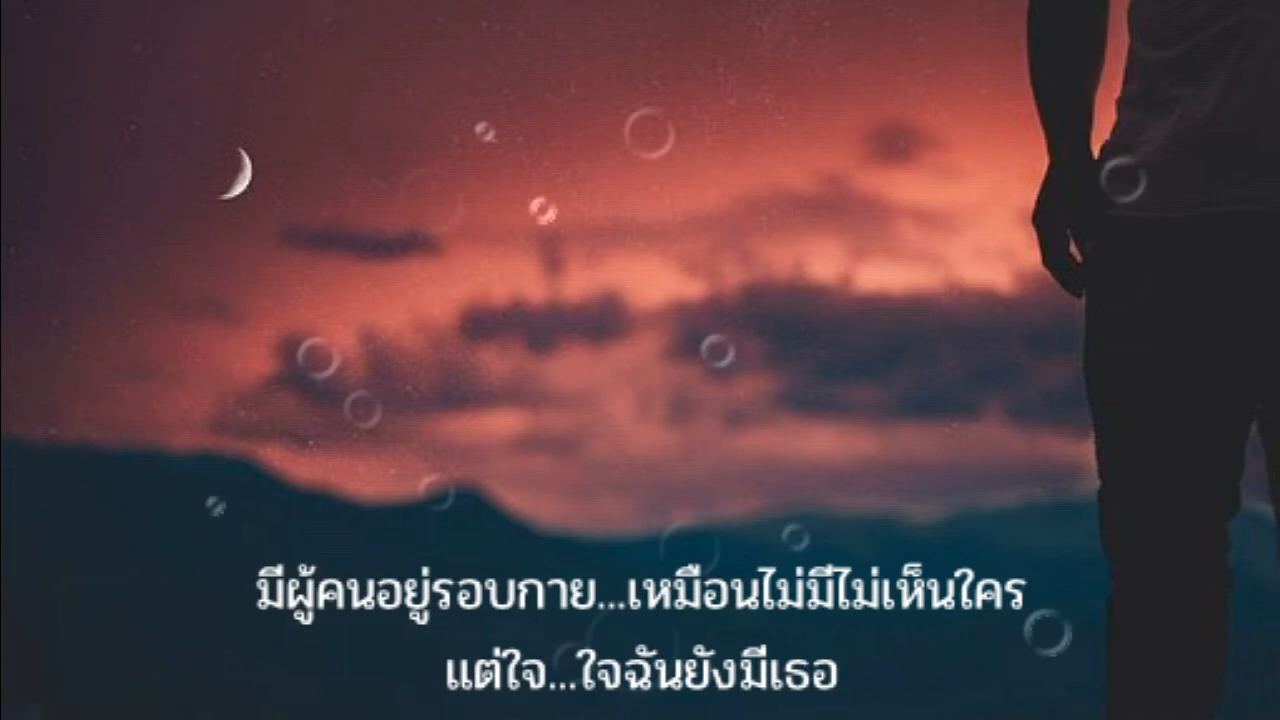 มีผู้คนอยู่รอบกาย...เหมือนไม่มีไม่เห็นใคร
แต่ใจ...ใจฉันยังมีเธอ